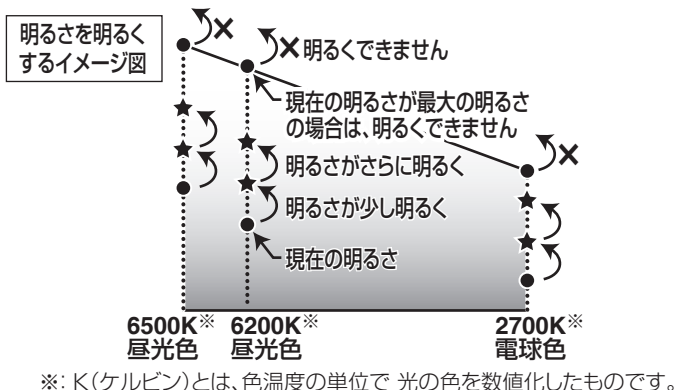 明るさを明るく
するイメージ図
明るくできません
現在の明るさが最大の明るさ
の場合は、明るくできません
明るさがさらに明るく
明るさが少し明るく
現在の明るさ
6500K※ 6200K※ 2700K※
昼光色 昼光色 電球色
※：K（ケルビン）とは、色温度の単位で 光の色を数値化したものです。